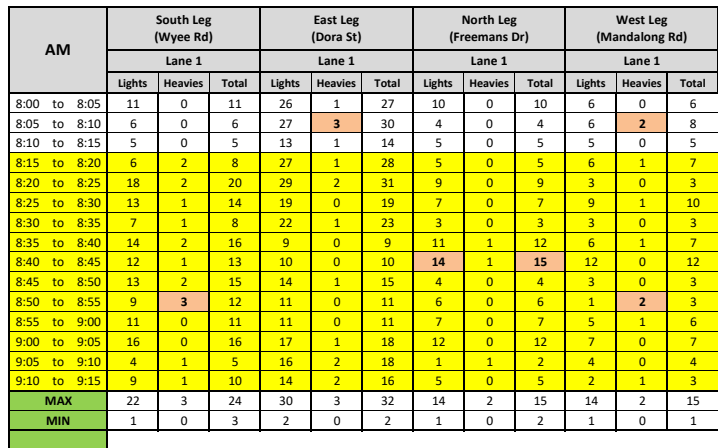 AM South Leg East Leg North Leg West Leg
(Wyee Rd) (Dora St) (Freemans Dr) (Mandalong Rd)
Lane 1 Lane 1 Lane 1 Lane 1
Lights Heavies Total Lights Heavies Total Lights Heavies Total Lights Heavies Total
8:00 to 8:05 11 0 11 26 1 27 10 0 10 6 0 6
8:05 to 8:10 6 0 6 27 3 30 4 0 4 6 2 8
8:10 to 8:15 5 0 5 13 1 14 5 0 5 5 0 5
8:15 to 8:20 6 2 8 27 1 28 5 0 5 6 1 7
8:20 to 8:25 18 2 20 29 2 31 9 0 9 3 0 3
8:25 to 8:30 13 1 14 19 0 19 7 0 7 9 1 10
8:30 to 8:35 7 1 8 22 1 23 3 0 3 3 0 3
8:35 to 8:40 14 2 16 9 0 9 11 1 12 6 1 7
8:40 to 8:45 12 1 13 10 0 10 14 1 15 12 0 12
8:45 to 8:50 13 2 15 14 1 15 4 0 4 3 0 3
8:50 to 8:55 9 3 12 11 0 11 6 0 6 1 2 3
8:55 to 9:00 11 0 11 11 0 11 7 0 7 5 1 6
9:00 to 9:05 16 0 16 17 1 18 12 0 12 7 0 7
9:05 to 9:10 4 1 5 16 2 18 1 1 2 4 0 4
9:10 to 9:15 9 1 10 14 2 16 5 0 5 2 1 3
MAX 22 3 24 30 3 32 14 2 15 14 2 15
MIN 1 0 3 2 0 2 1 0 2 1 0 1